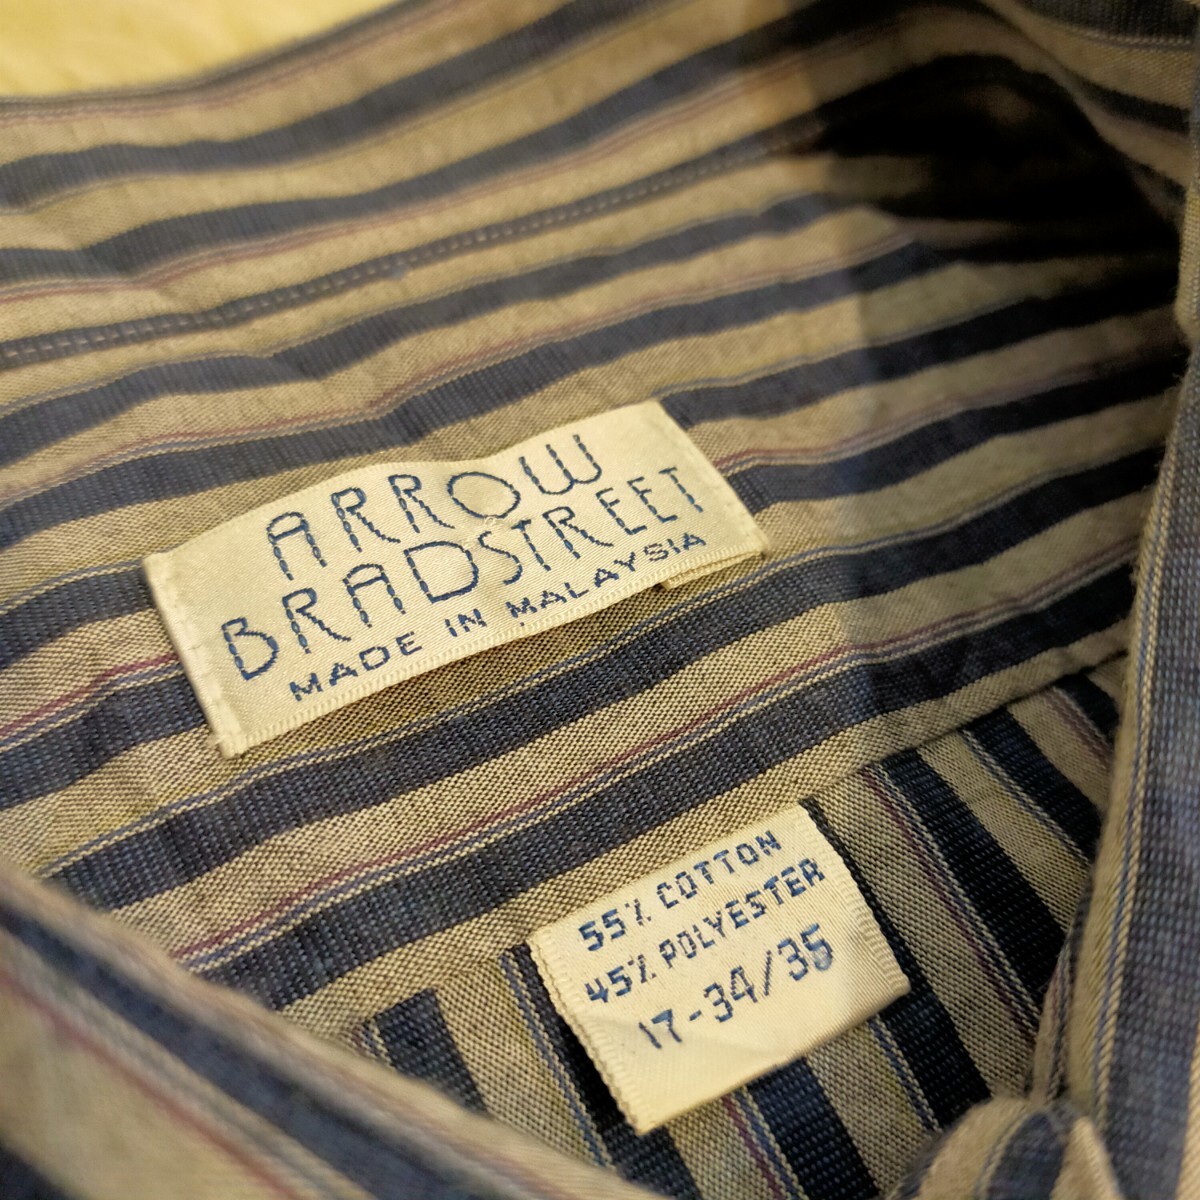 ARROW
BRADSTREET
MADE IN MALAYSIA
55% COTTON
45% POLYESTER
17-34/35